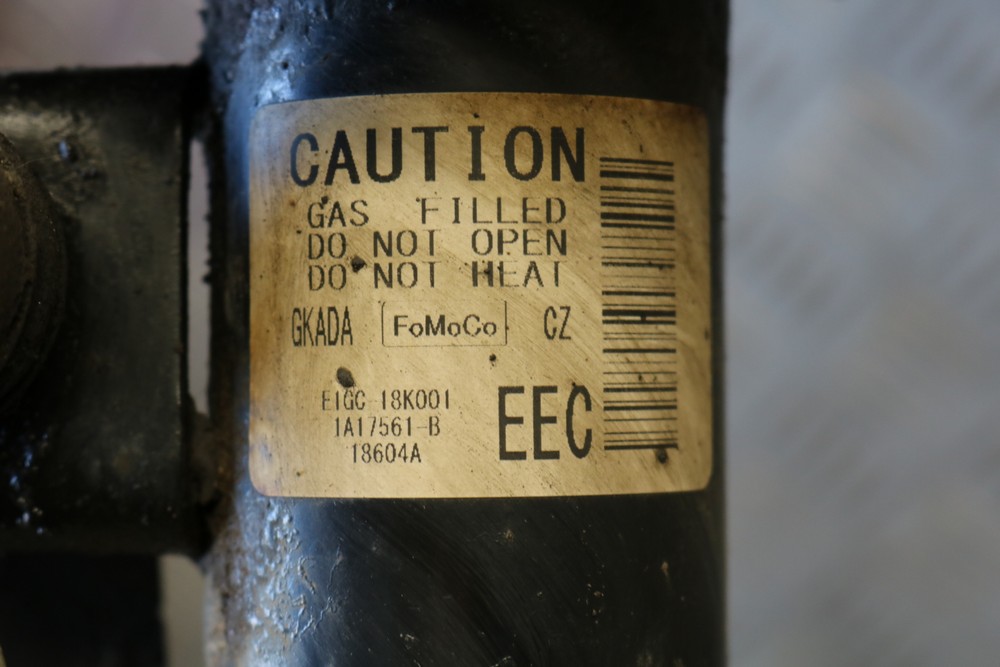 CAUTION
GAS FILLED
DO NOT OPEN
DO NOT HEAT
GKADA FoMoCo CZ
E1GC-18K001
1A17561-B
18604A
EEC